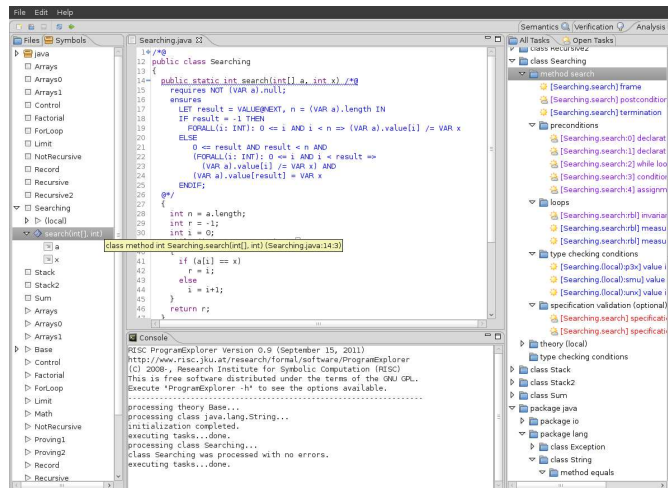 File Edit Help
Semantics Verification Analysis
Files Symbols
java
Arrays
Arrays0
Arrays1
Control
Factorial
ForLoop
Limit
NotRecursive
Record
Recursive
Recursive2
Searching
(local)
search(int[], int)
a
x
Stack
Stack2
Sum
Arrays
Arrays0
Arrays1
Base
Control
Factorial
ForLoop
Limit
Math
NotRecursive
Proving1
Proving2
Record
Recursive
Searching.java
1 /*@
12 public class Searching
13 {
14 public static int search(int[] a, int x) /*@
15 requires NOT (VAR a).null;
16 ensures
17 LET result = VALUE@NEXT, n = (VAR a).length IN
18 IF result = -1 THEN
19 FORALL(i: INT): 0 <= i AND i < n => (VAR a).value[i] /= VAR x
20 ELSE
21 0 <= result AND result < n AND
22 (FORALL(i: INT): 0 <= i AND i < result =>
23 (VAR a).value[i] /= VAR x) AND
24 (VAR a).value[result] = VAR x
25 ENDIF;
26 @*/
27 {
28 int n = a.length;
29 int r = -1;
30 int i = 0;
class method int Searching.search(int[], int) (Searching.java:14:3)
41 {
42 if (a[i] == x)
43 r = i;
44 else
45 i = i+1;
46 }
46 return r;
47 }
Console
RISC ProgramExplorer Version 0.9 (September 15, 2011)
http://www.risc.jku.at/research/formal/software/ProgramExplorer
(C) 2008-, Research Institute for Symbolic Computation (RISC)
This is free software distributed under the terms of the GNU GPL.
Execute "ProgramExplorer -h" to see the options available.
processing theory Base...
processing class java.lang.String...
initialization completed.
executing tasks...done.
processing class Searching...
class Searching was processed with no errors.
executing tasks...done.
All Tasks Open Tasks
class Recursive2
class Searching
method search
[Searching.search] frame
[Searching.search] postcondition
[Searching.search] termination
preconditions
[Searching.search:0] declarat
[Searching.search:1] declarat
[Searching.search:2] while loo
[Searching.search:3] condition
[Searching.search:4] assignm
loops
[Searching.search:rbl] invariar
[Searching.search:rbl] measu
[Searching.search:rbl] measu
type checking conditions
[Searching.(local):p3x] value i
[Searching.(local):smu] value i
[Searching.(local):unx] value i
specification validation (optional)
[Searching.search] specificati
[Searching.search] specificati
theory (local)
type checking conditions
class Stack
class Stack2
class Sum
package java
package io
package lang
class Exception
class String
method equals